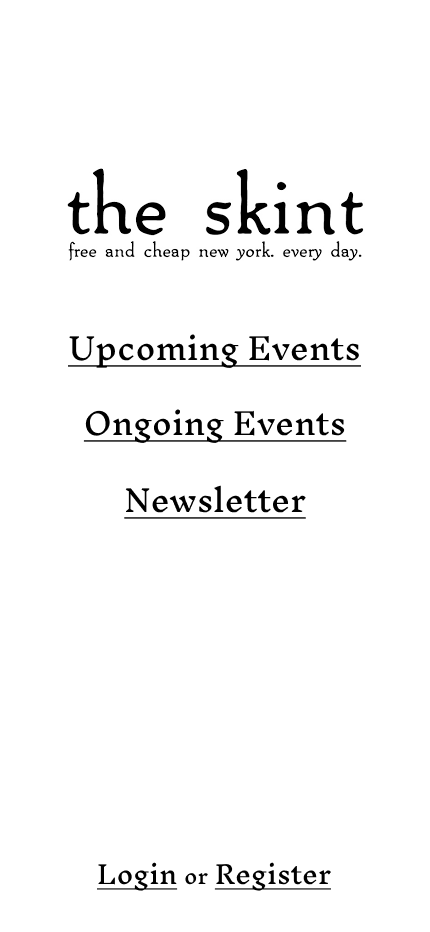 the skint
free and cheap new york. every day.
Upcoming Events
Ongoing Events
Newsletter
Login or Register